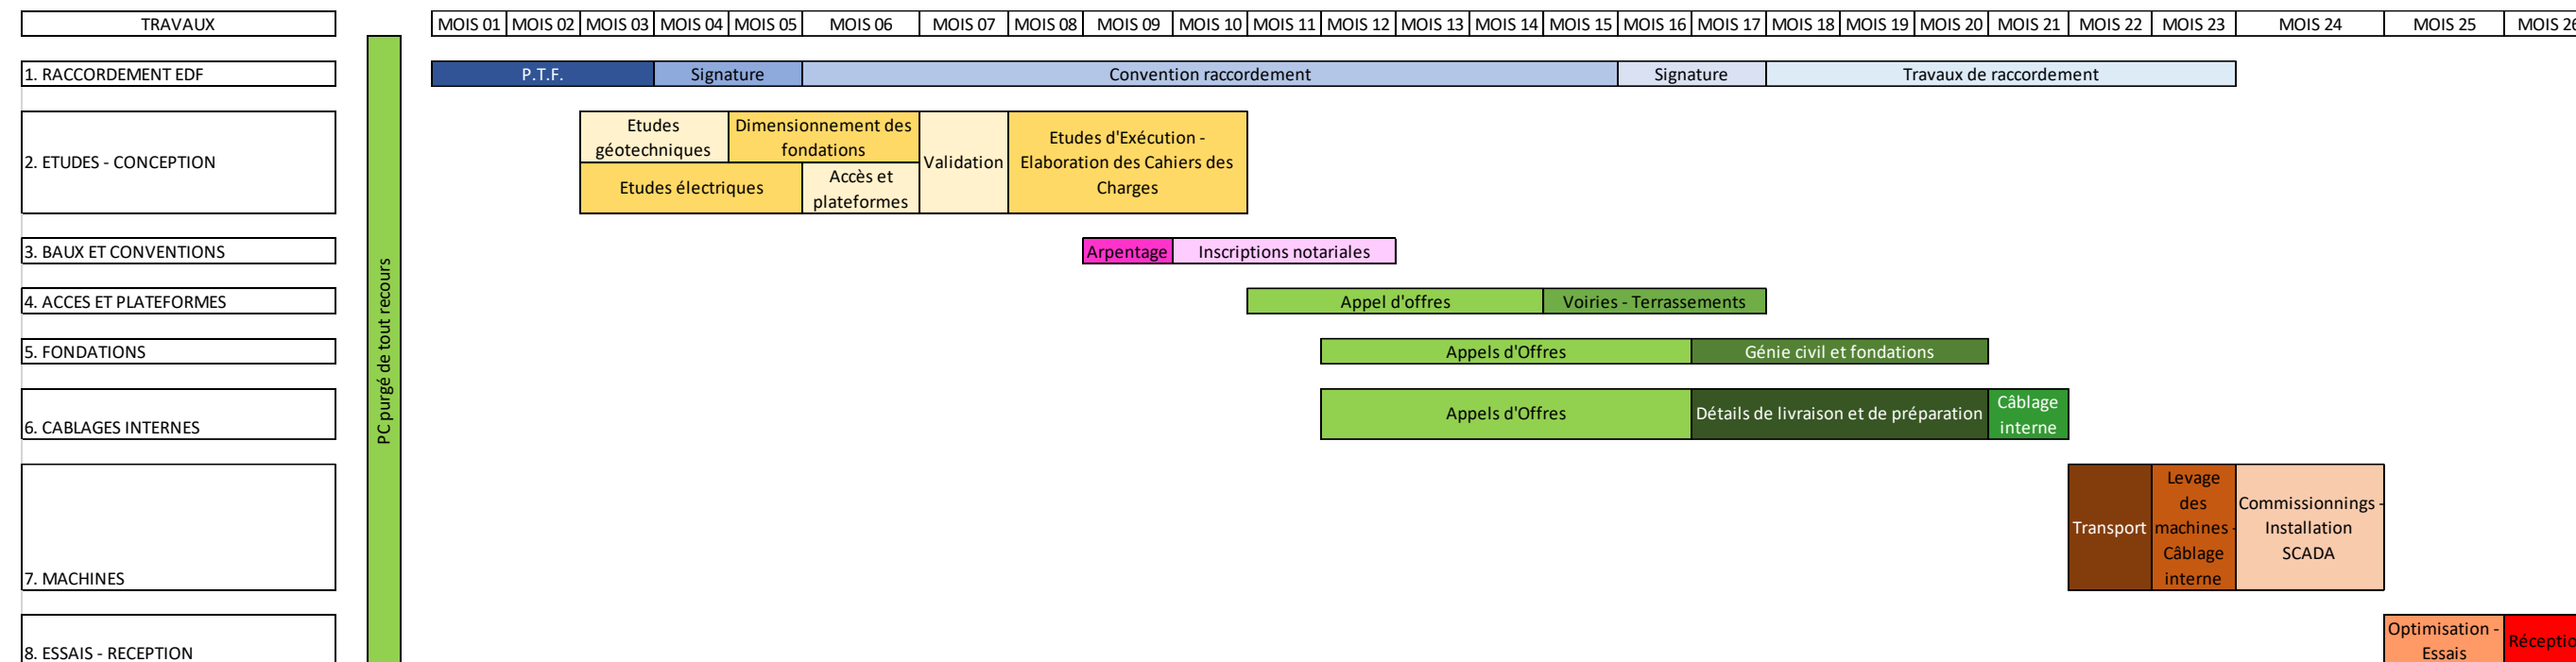 TRAVAUX
MOIS 01 MOIS 02 MOIS 03 MOIS 04 MOIS 05 MOIS 06 MOIS 07 MOIS 08 MOIS 09 MOIS 10 MOIS 11 MOIS 12 MOIS 13 MOIS 14 MOIS 15 MOIS 16 MOIS 17 MOIS 18 MOIS 19 MOIS 20 MOIS 21 MOIS 22 MOIS 23 MOIS 24 MOIS 25 MOIS 26
PC purgé de tout recours
1. RACCORDEMENT EDF
P.T.F.
Signature
Convention raccordement
Signature
Travaux de raccordement
2. ETUDES - CONCEPTION
Etudes
géotechniques
Dimensionnement des
fondations
Etudes électriques
Accès et
plateformes
Validation
Etudes d'Exécution -
Elaboration des Cahiers des
Charges
3. BAUX ET CONVENTIONS
Arpentage
Inscriptions notariales
4. ACCES ET PLATEFORMES
Appel d'offres
Voiries - Terrassements
5. FONDATIONS
Appels d'Offres
Génie civil et fondations
6. CABLAGES INTERNES
Appels d'Offres
Détails de livraison et de préparation
Câblage
interne
7. MACHINES
Transport
Levage
des
machines -
Câblage
interne
Commissionnings -
Installation
SCADA
8. ESSAIS - RECEPTION
Optimisation -
Essais
Réceptio